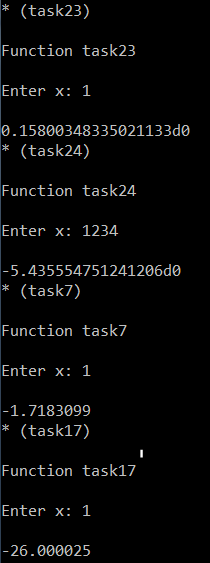 * (task23)
Function task23
Enter x: 1
0.15800348335021133d0
* (task24)
Function task24
Enter x: 1234
-5.435554751241206d0
* (task7)
Function task7
Enter x: 1
-1.7183099
* (task17)
Function task17
Enter x: 1
-26.000025